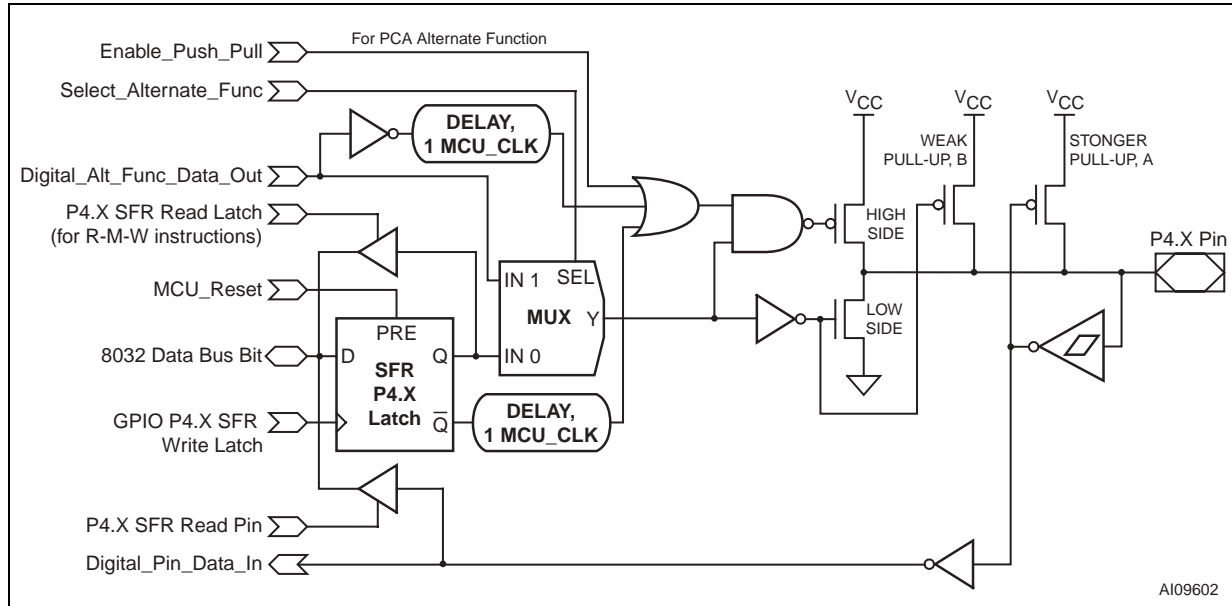 Enable_Push_Pull
For PCA Alternate Function
Select_Alternate_Func
DELAY,
1 MCU_CLK
Digital_Alt_Func_Data_Out
P4.X SFR Read Latch
(for R-M-W instructions)
MCU_Reset
8032 Data Bus Bit
GPIO P4.X SFR
Write Latch
P4.X SFR Read Pin
Digital_Pin_Data_In
PRE
D
Q
SFR
P4.X
Latch
Q
DELAY,
1 MCU_CLK
IN 1
SEL
MUX
Y
IN 0
VCC
VCC
VCC
WEAK
PULL-UP, B
STONGER
PULL-UP, A
HIGH
SIDE
LOW
SIDE
P4.X Pin
AI09602